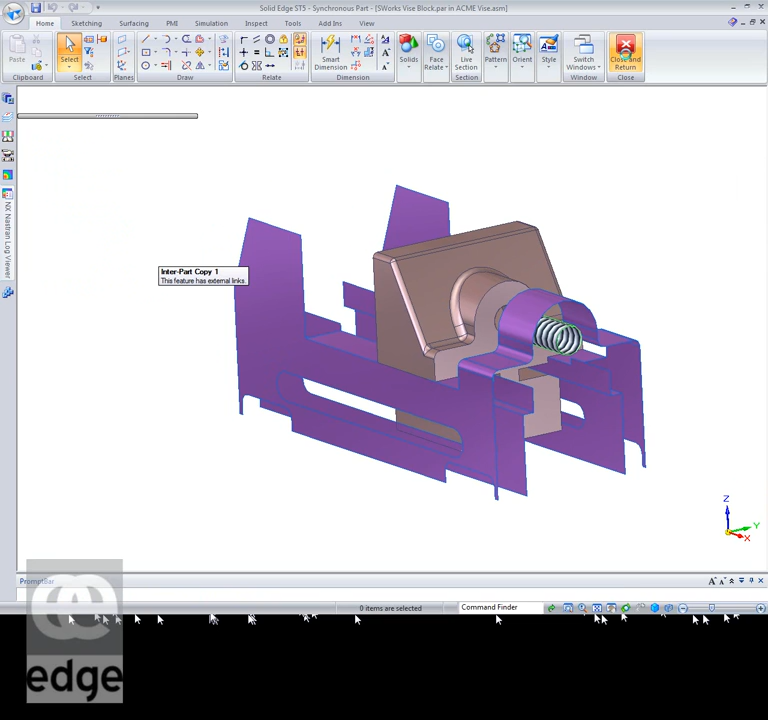 Solid Edge ST5 - Synchronous Part - [SWorks Vise Block.par in ACME Vise.asm]
Home Sketching Surfacing PMI Simulation Inspect Tools Add Ins View
Paste
Select
Smart Dimension
Solids
Face Relate
Live Section
Pattern
Orient
Style
Switch Windows
Close and Return
Clipboard Select Planes Draw Relate Dimension Section Window Close
NX Nastran Log Viewer
Inter-Part Copy 1
This feature has external links.
Z
Y
X
PromptBar
0 items are selected
Command Finder
edge